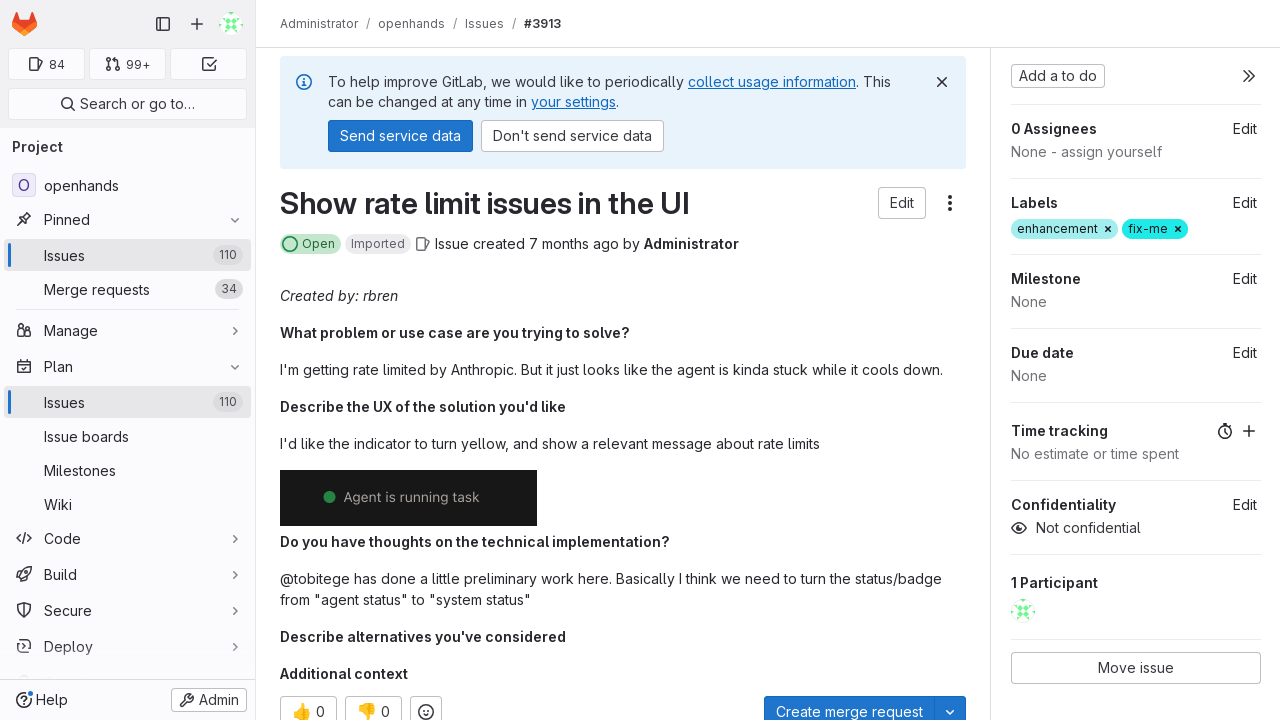 Administrator / openhands / Issues / #3913
84
99+
Search or go to…
Project
O openhands
Pinned
Issues 110
Merge requests 34
Manage
Plan
Issues 110
Issue boards
Milestones
Wiki
Code
Build
Secure
Deploy
Help
Admin
To help improve GitLab, we would like to periodically collect usage information. This
can be changed at any time in your settings.
Send service data
Don't send service data
Show rate limit issues in the UI
Edit
Open
Imported
Issue created 7 months ago by Administrator
Created by: rbren
What problem or use case are you trying to solve?
I'm getting rate limited by Anthropic. But it just looks like the agent is kinda stuck while it cools down.
Describe the UX of the solution you'd like
I'd like the indicator to turn yellow, and show a relevant message about rate limits
Agent is running task
Do you have thoughts on the technical implementation?
@tobitege has done a little preliminary work here. Basically I think we need to turn the status/badge
from "agent status" to "system status"
Describe alternatives you've considered
Additional context
👍 0
👎 0
Create merge request
Add a to do
0 Assignees
Edit
None - assign yourself
Labels
Edit
enhancement ×
fix-me ×
Milestone
Edit
None
Due date
Edit
None
Time tracking
No estimate or time spent
Confidentiality
Edit
Not confidential
1 Participant
Move issue